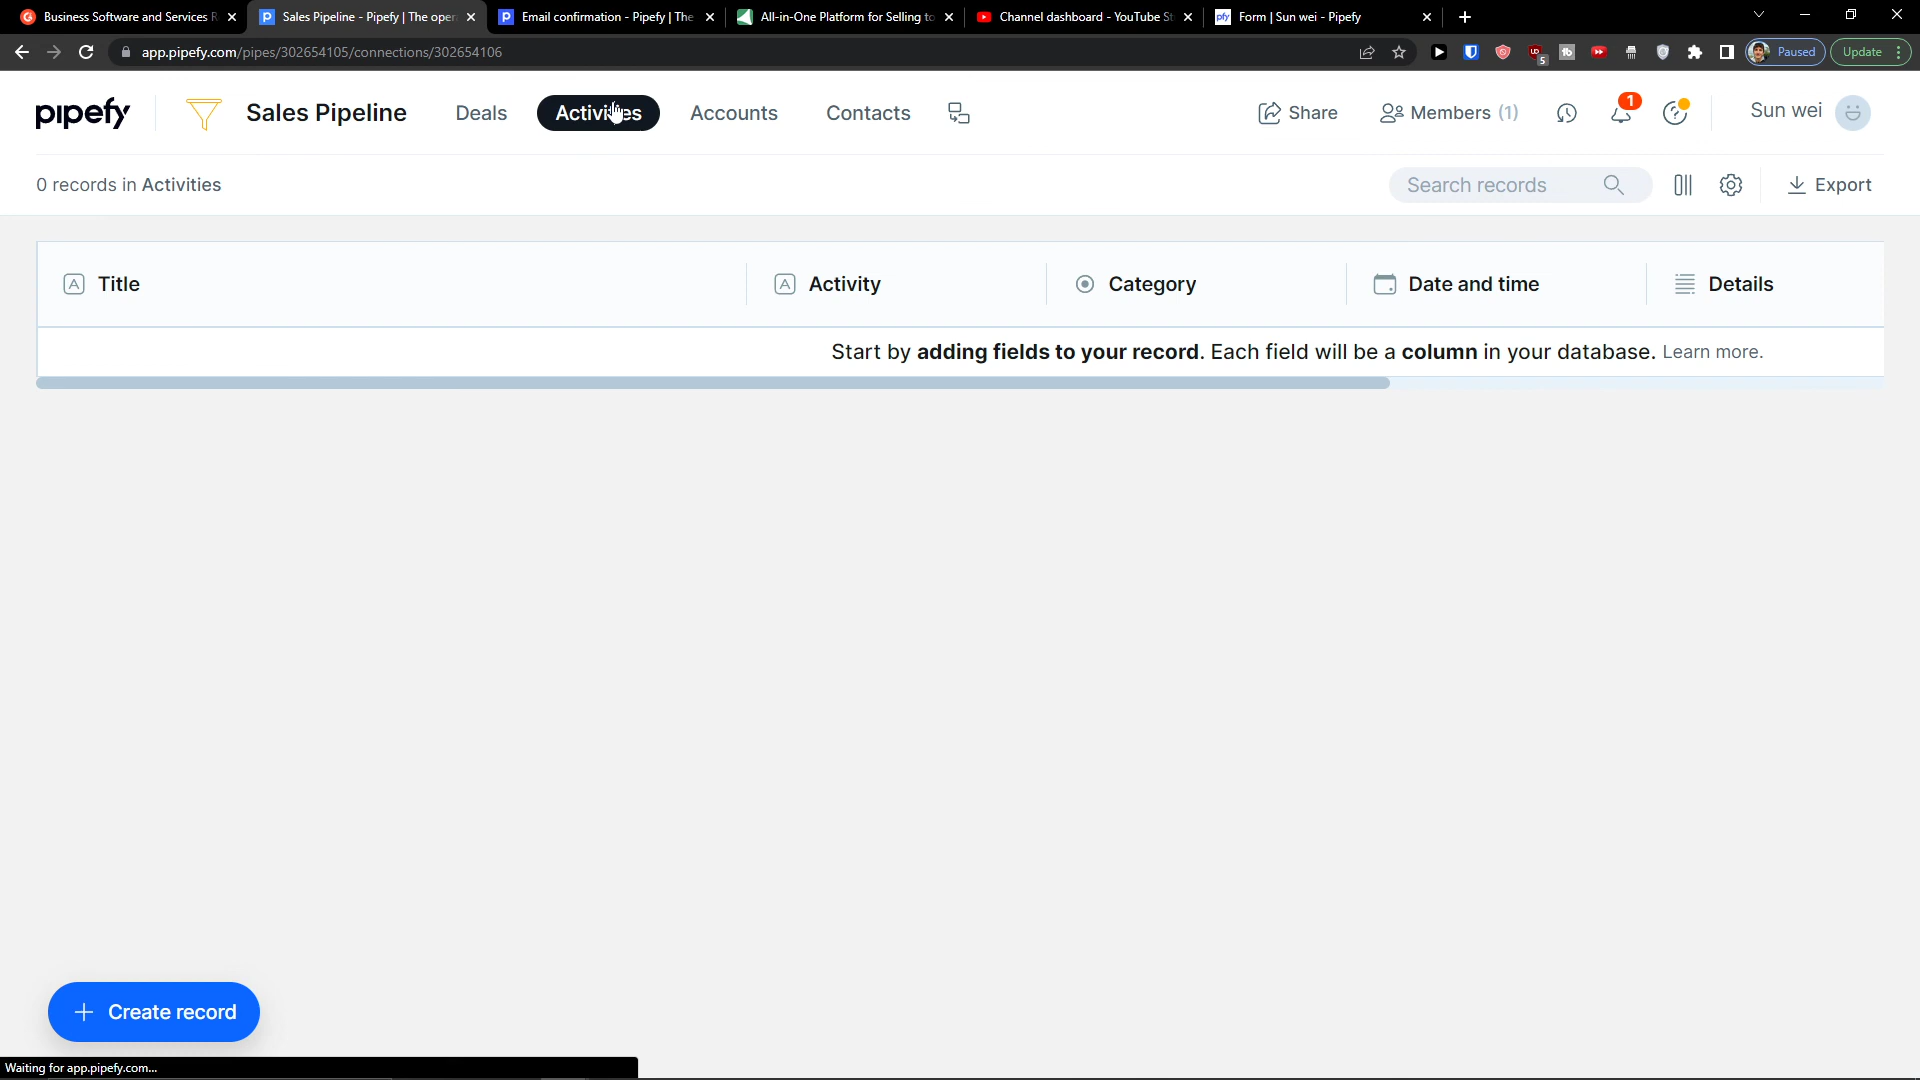 Business Software and Services R
Sales Pipeline - Pipefy | The oper
Email confirmation - Pipefy | The
All-in-One Platform for Selling to
Channel dashboard - YouTube St
pfy Form | Sun wei - Pipefy
app.pipefy.com/pipes/302654105/connections/302654106
5
Paused
Update
pipefy
Sales Pipeline
Deals
Activities
Accounts
Contacts
Share
Members (1)
1
Sun wei
0 records in Activities
Search records
Export
Title
Activity
Category
Date and time
Details
Start by adding fields to your record. Each field will be a column in your database. Learn more.
+ Create record
Waiting for app.pipefy.com...